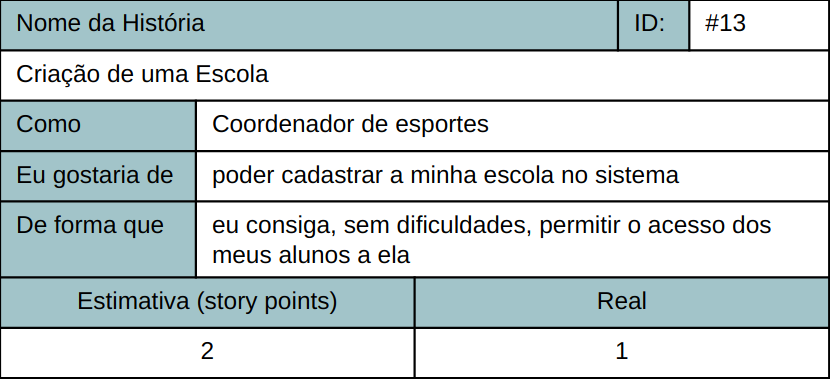 Nome da História ID: #13
Criação de uma Escola
Como Coordenador de esportes
Eu gostaria de poder cadastrar a minha escola no sistema
De forma que eu consiga, sem dificuldades, permitir o acesso dos
meus alunos a ela
Estimativa (story points) Real
2 1